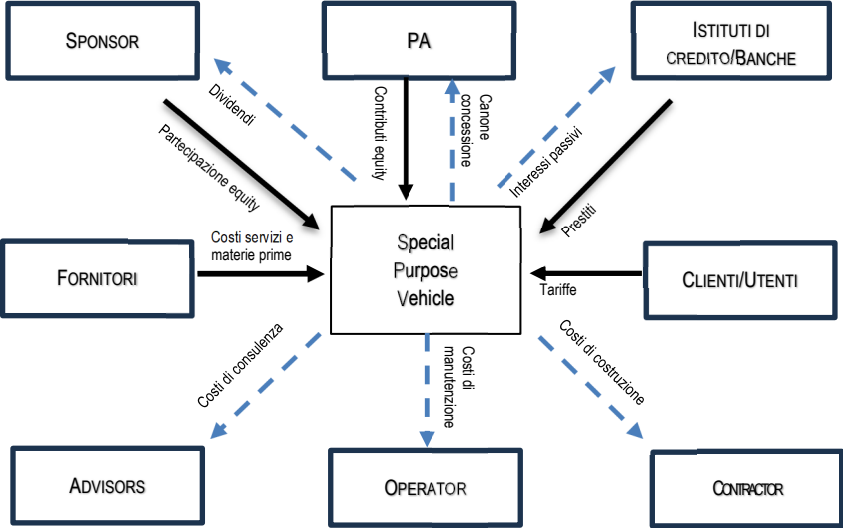 SPONSOR
PA
ISTITUTI DI
CREDITO/BANCHE
Dividendi
Partecipazione equity
Contributi equity
Canone
concessione
Interessi passivi
Prestiti
FORNITORI
Costi servizi e
materie prime
Special
Purpose
Vehicle
Tariffe
CLIENTI/UTENTI
Costi di consulenza
Costi di
manutenzione
Costi di costruzione
ADVISORS
OPERATOR
CONTRACTOR